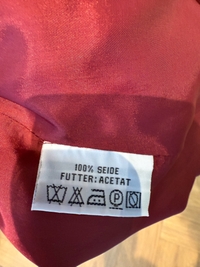 100% SEIDE
FUTTER: ACETAT